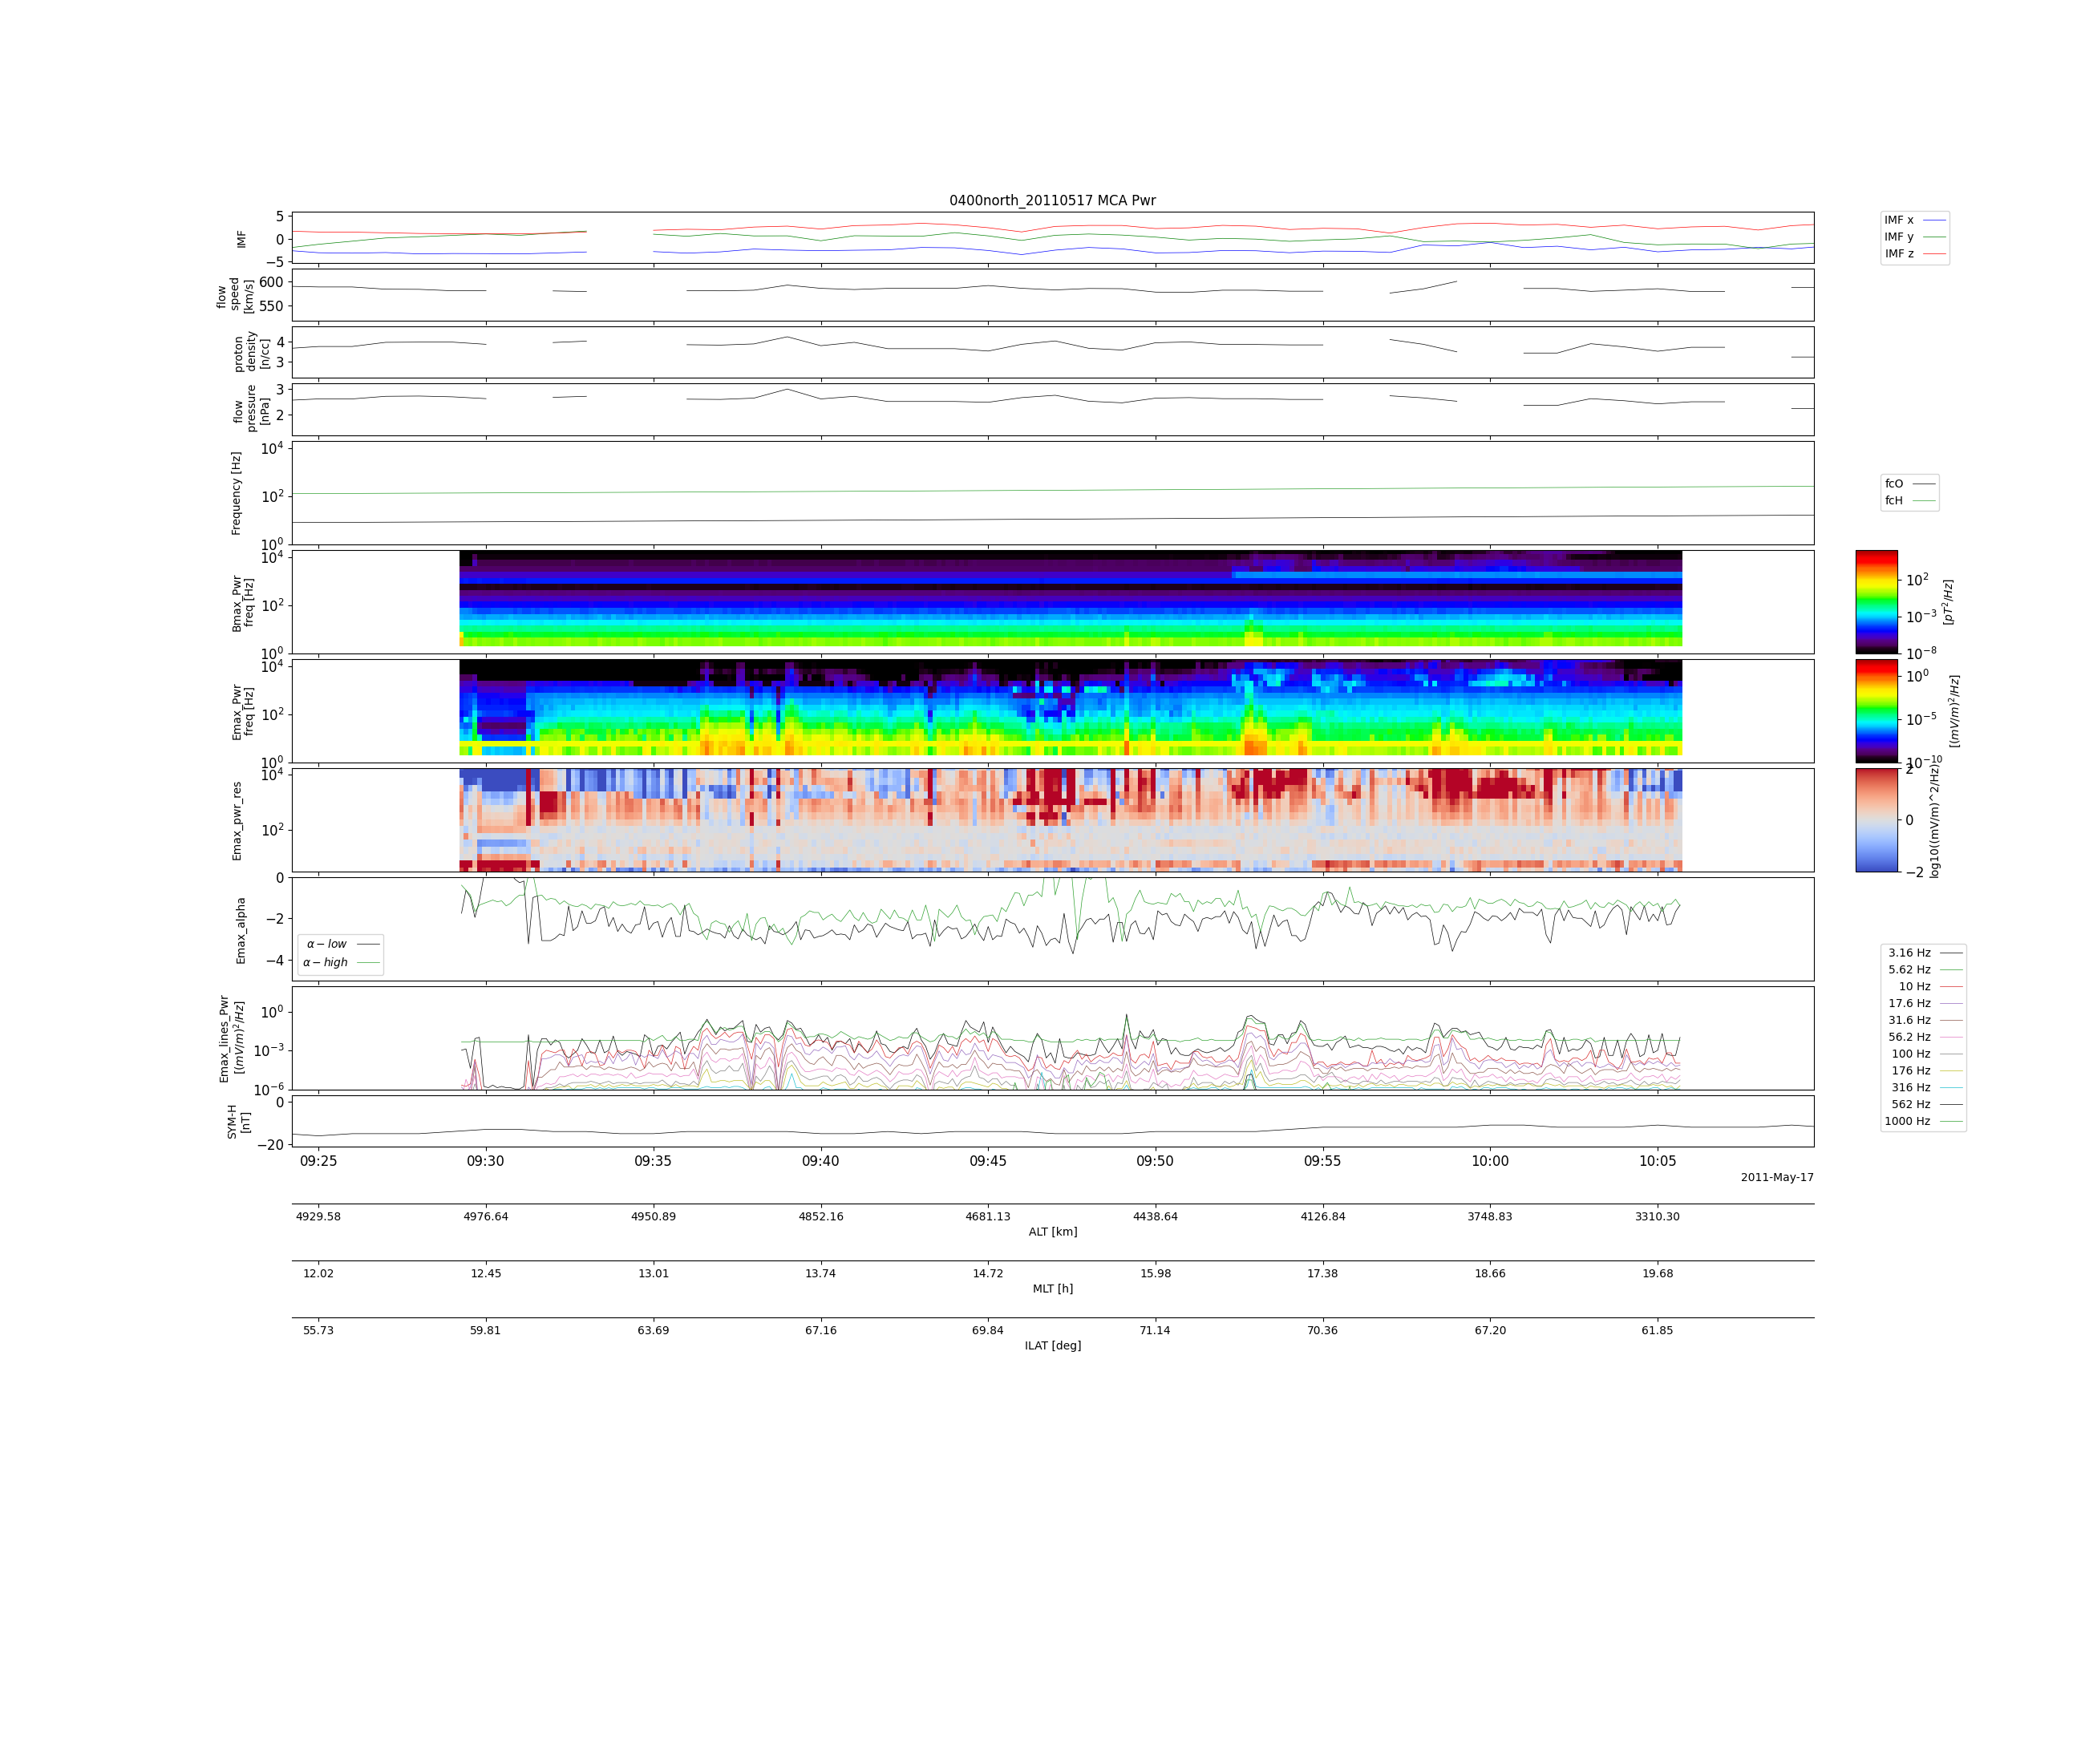 0400north_20110517 MCA Pwr
IMF
5
0
−5
IMF x
IMF y
IMF z
flow
speed
[km/s]
600
550
proton
density
[n/cc]
4
3
flow
pressure
[nPa]
3
2
Frequency [Hz]
10^4
10^2
10^0
fcO
fcH
Bmax_Pwr
freq [Hz]
10^4
10^2
10^0
10^2
10^−3
10^−8
[pT^2/Hz]
Emax_Pwr
freq [Hz]
10^4
10^2
10^0
10^0
10^−5
10^−10
[(mV/m)^2/Hz]
Emax_pwr_res
10^4
10^2
2
0
−2
log10((mV/m)^2/Hz)
Emax_alpha
0
−2
−4
α − low
α − high
Emax_lines_Pwr
[(mV/m)^2/Hz]
10^0
10^−3
10^−6
3.16 Hz
5.62 Hz
10 Hz
17.6 Hz
31.6 Hz
56.2 Hz
100 Hz
176 Hz
316 Hz
562 Hz
1000 Hz
SYM-H
[nT]
0
−20
09:25 09:30 09:35 09:40 09:45 09:50 09:55 10:00 10:05
2011-May-17
4929.58 4976.64 4950.89 4852.16 4681.13 4438.64 4126.84 3748.83 3310.30
ALT [km]
12.02 12.45 13.01 13.74 14.72 15.98 17.38 18.66 19.68
MLT [h]
55.73 59.81 63.69 67.16 69.84 71.14 70.36 67.20 61.85
ILAT [deg]